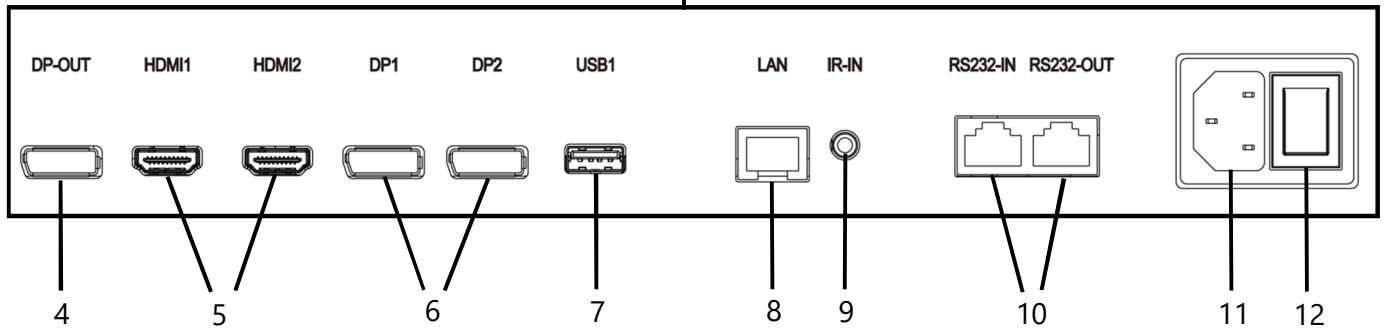 DP-OUT HDMI1 HDMI2 DP1 DP2 USB1 LAN IR-IN RS232-IN RS232-OUT
4 5 6 7 8 9 10 11 12